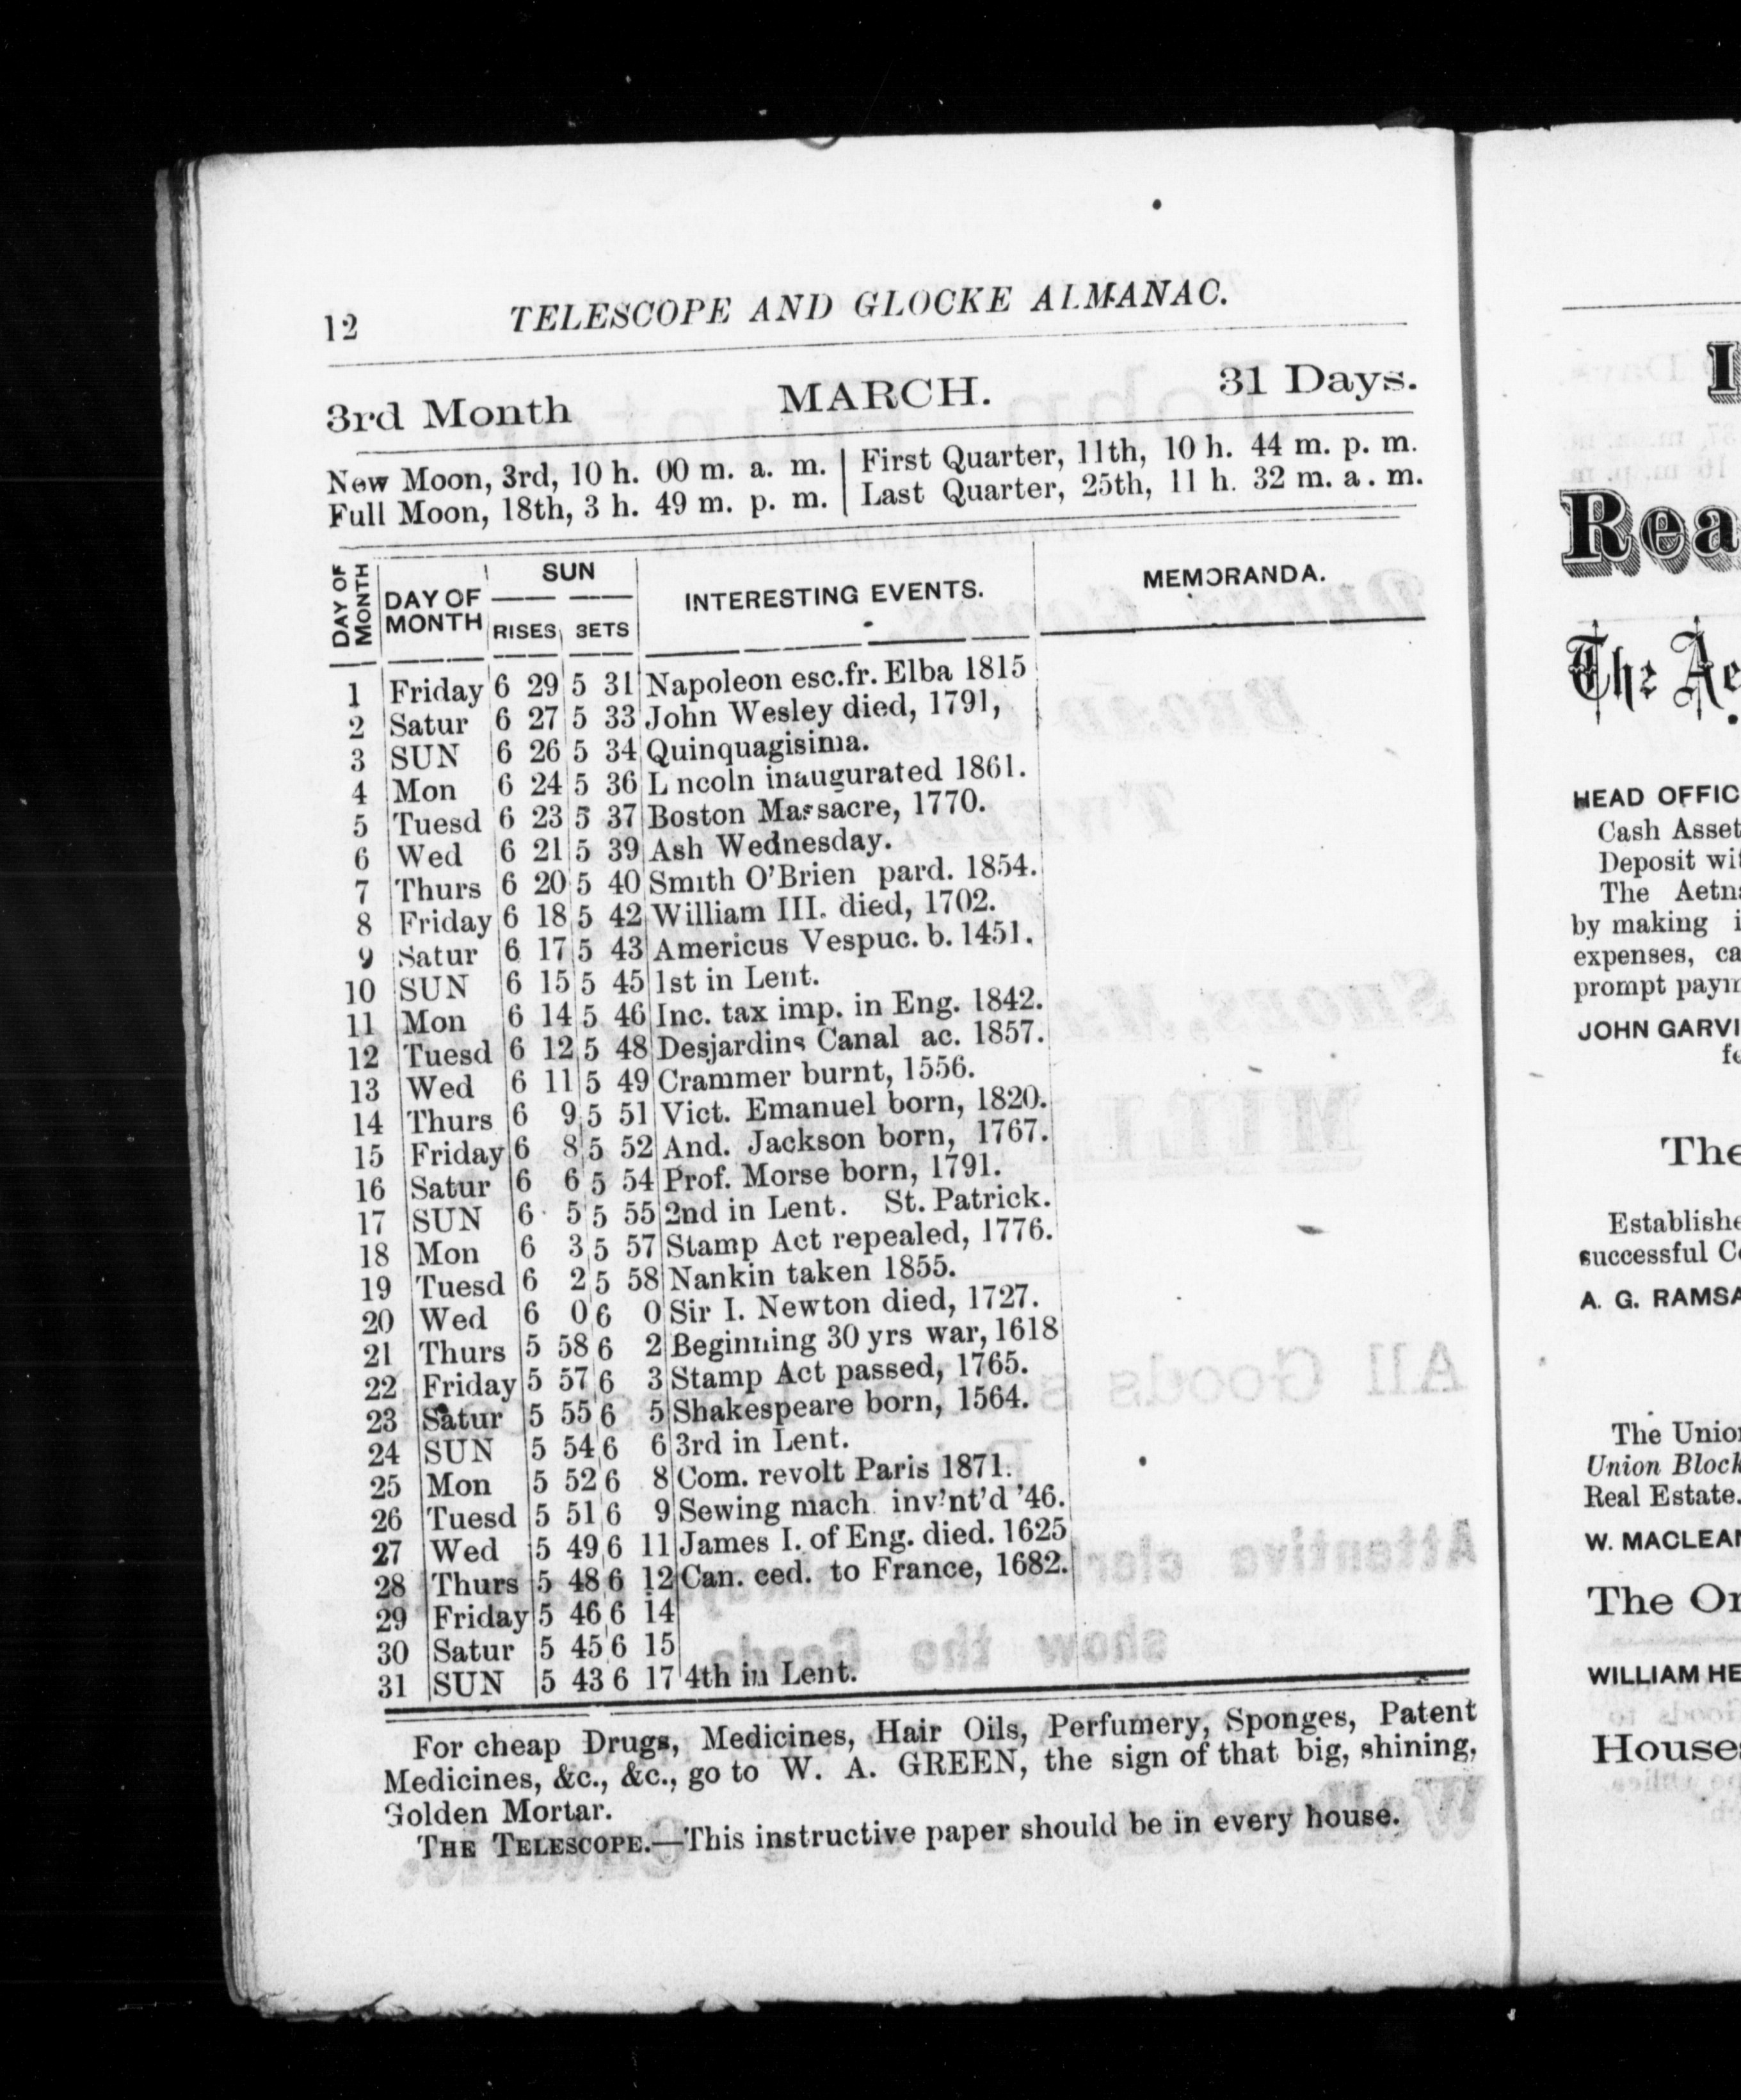 12 TELESCOPE AND GLOCKE ALMANAC.
3rd Month MARCH. 31 Days.
New Moon, 3rd, 10 h. 00 m. a. m. | First Quarter, 11th, 10 h. 44 m. p. m.
Full Moon, 18th, 3 h. 49 m. p. m. | Last Quarter, 25th, 11 h. 32 m. a. m.
DAY OF MONTH DAY OF MONTH SUN RISES SETS INTERESTING EVENTS. MEMORANDA.
1 Friday 6 29 5 31 Napoleon esc.fr. Elba 1815
2 Satur 6 27 5 33 John Wesley died, 1791,
3 SUN 6 26 5 34 Quinquagisima.
4 Mon 6 24 5 36 L ncoln inaugurated 1861.
5 Tuesd 6 23 5 37 Boston Massacre, 1770.
6 Wed 6 21 5 39 Ash Wednesday.
7 Thurs 6 20 5 40 Smith O'Brien pard. 1854.
8 Friday 6 18 5 42 William III. died, 1702.
9 Satur 6 17 5 43 Americus Vespuc. b. 1451.
10 SUN 6 15 5 45 1st in Lent.
11 Mon 6 14 5 46 Inc. tax imp. in Eng. 1842.
12 Tuesd 6 12 5 48 Desjardins Canal ac. 1857.
13 Wed 6 11 5 49 Crammer burnt, 1556.
14 Thurs 6 9 5 51 Vict. Emanuel born, 1820.
15 Friday 6 8 5 52 And. Jackson born, 1767.
16 Satur 6 6 5 54 Prof. Morse born, 1791.
17 SUN 6 5 5 55 2nd in Lent. St. Patrick.
18 Mon 6 3 5 57 Stamp Act repealed, 1776.
19 Tuesd 6 2 5 58 Nankin taken 1855.
20 Wed 6 0 6 0 Sir I. Newton died, 1727.
21 Thurs 5 58 6 2 Beginning 30 yrs war, 1618
22 Friday 5 57 6 3 Stamp Act passed, 1765.
23 Satur 5 55 6 5 Shakespeare born, 1564.
24 SUN 5 54 6 6 3rd in Lent.
25 Mon 5 52 6 8 Com. revolt Paris 1871.
26 Tuesd 5 51 6 9 Sewing mach inv'nt'd '46.
27 Wed 5 49 6 11 James I. of Eng. died. 1625
28 Thurs 5 48 6 12 Can. ced. to France, 1682.
29 Friday 5 46 6 14
30 Satur 5 45 6 15
31 SUN 5 43 6 17 4th in Lent.
For cheap Drugs, Medicines, Hair Oils, Perfumery, Sponges, Patent
Medicines, &c., &c., go to W. A. GREEN, the sign of that big, shining,
Golden Mortar.
THE TELESCOPE.—This instructive paper should be in every house.
Rea
The Ae
HEAD OFFIC
Cash Asset
Deposit wit
The Aetna
by making i
expenses, ca
prompt paym
JOHN GARVI
fe
The
Establishe
successful Co
A. G. RAMSA
The Union
Union Block
Real Estate.
W. MACLEAN
The Or
WILLIAM HE
Houses